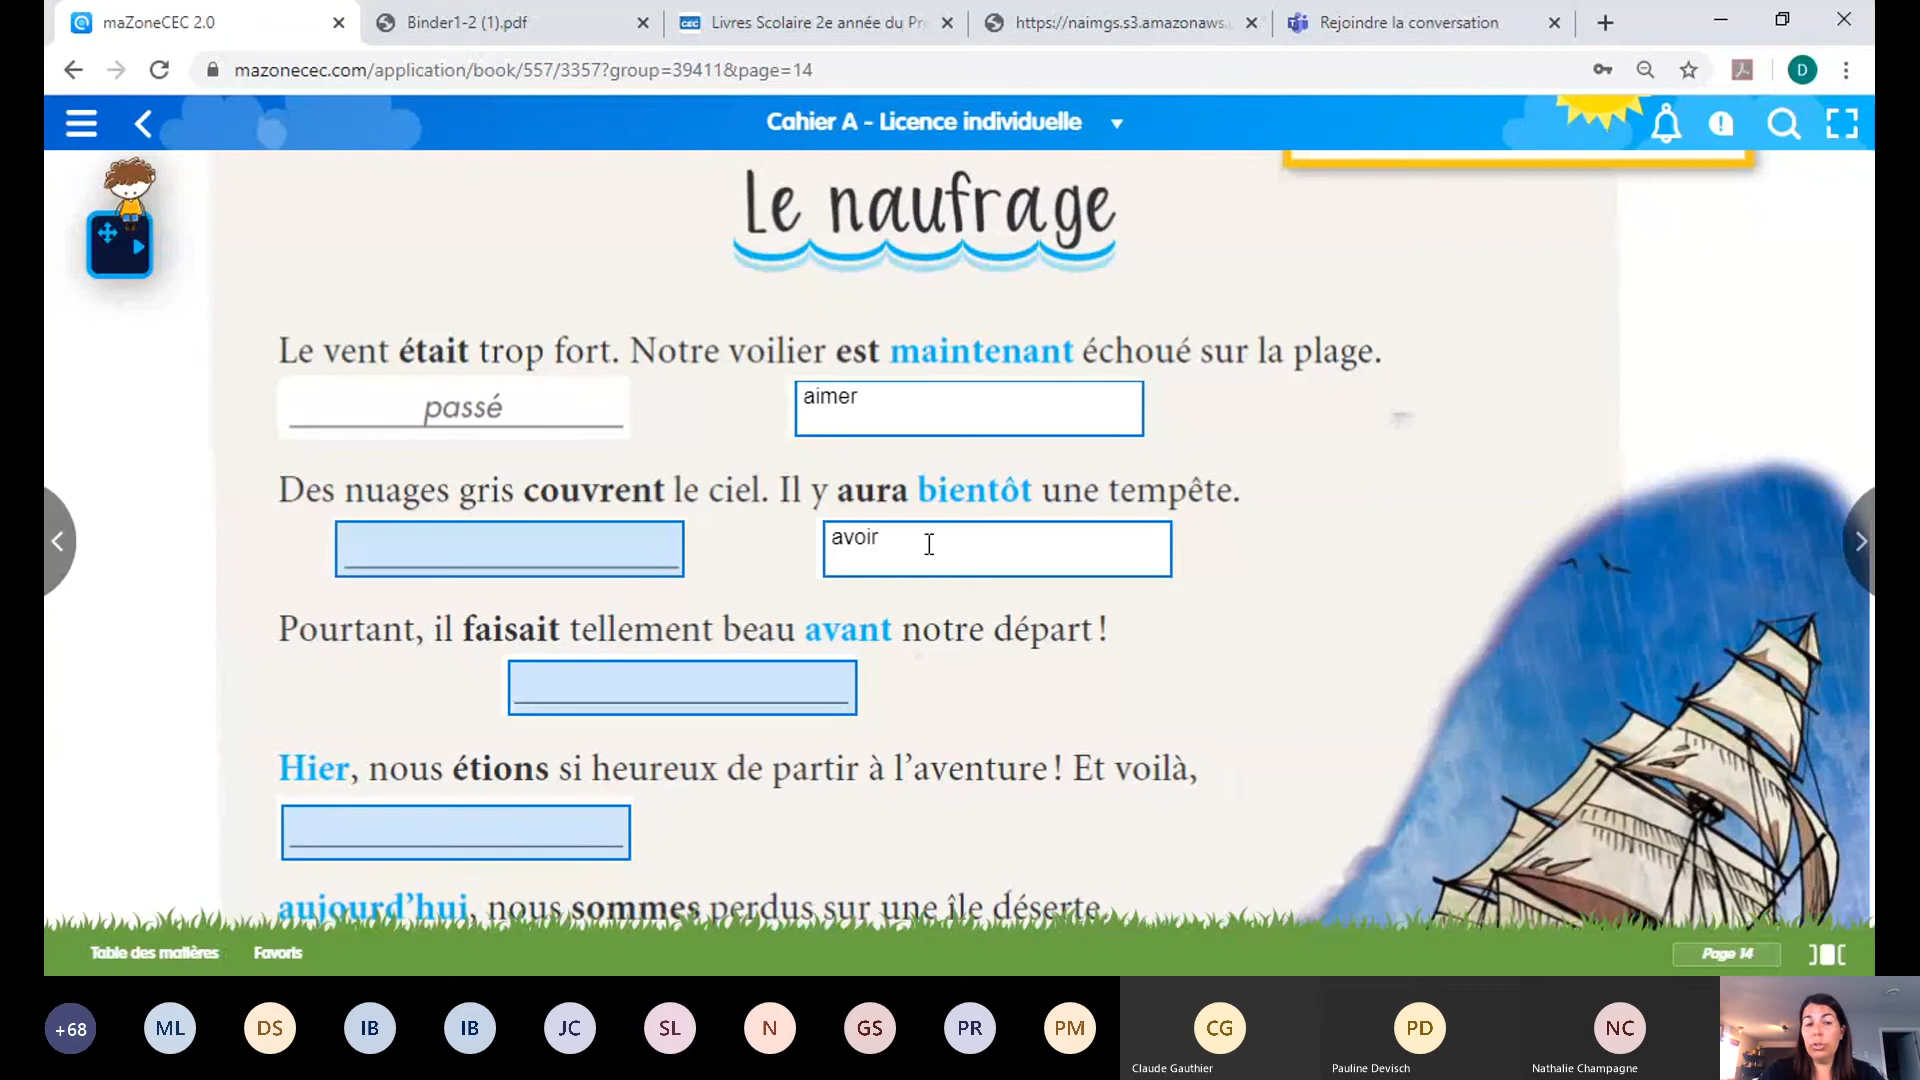 maZoneCEC 2.0
Binder1-2 (1).pdf
CEC Livres Scolaire 2e année du Pr
https://naimgs.s3.amazonaws.
Rejoindre la conversation
mazonecec.com/application/book/557/3357?group=39411&page=14
D
Cahier A - Licence individuelle
Le naufrage
Le vent était trop fort. Notre voilier est maintenant échoué sur la plage.
passé
aimer
Des nuages gris couvrent le ciel. Il y aura bientôt une tempête.
avoir
Pourtant, il faisait tellement beau avant notre départ !
Hier, nous étions si heureux de partir à l'aventure ! Et voilà,
aujourd'hui, nous sommes perdus sur une île déserte
Table des matières Favoris
Page 14
+68 ML DS IB IB JC SL N GS PR PM CG PD NC
Claude Gauthier Pauline Devisch Nathalie Champagne